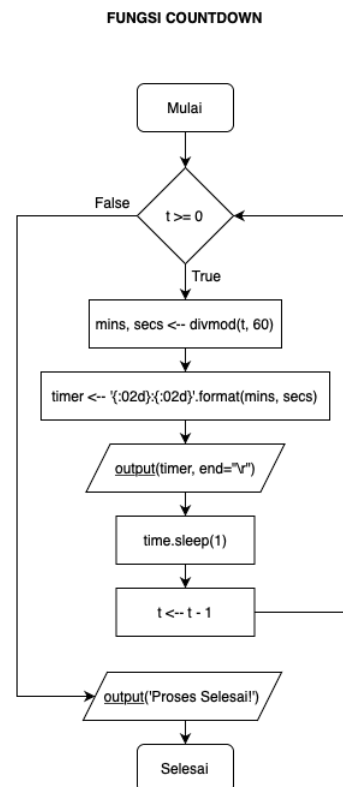 FUNGSI COUNTDOWN
Mulai
t >= 0
False
True
mins, secs <-- divmod(t, 60)
timer <-- '{:02d}:{:02d}'.format(mins, secs)
output(timer, end="\r")
time.sleep(1)
t <-- t - 1
output('Proses Selesai!')
Selesai